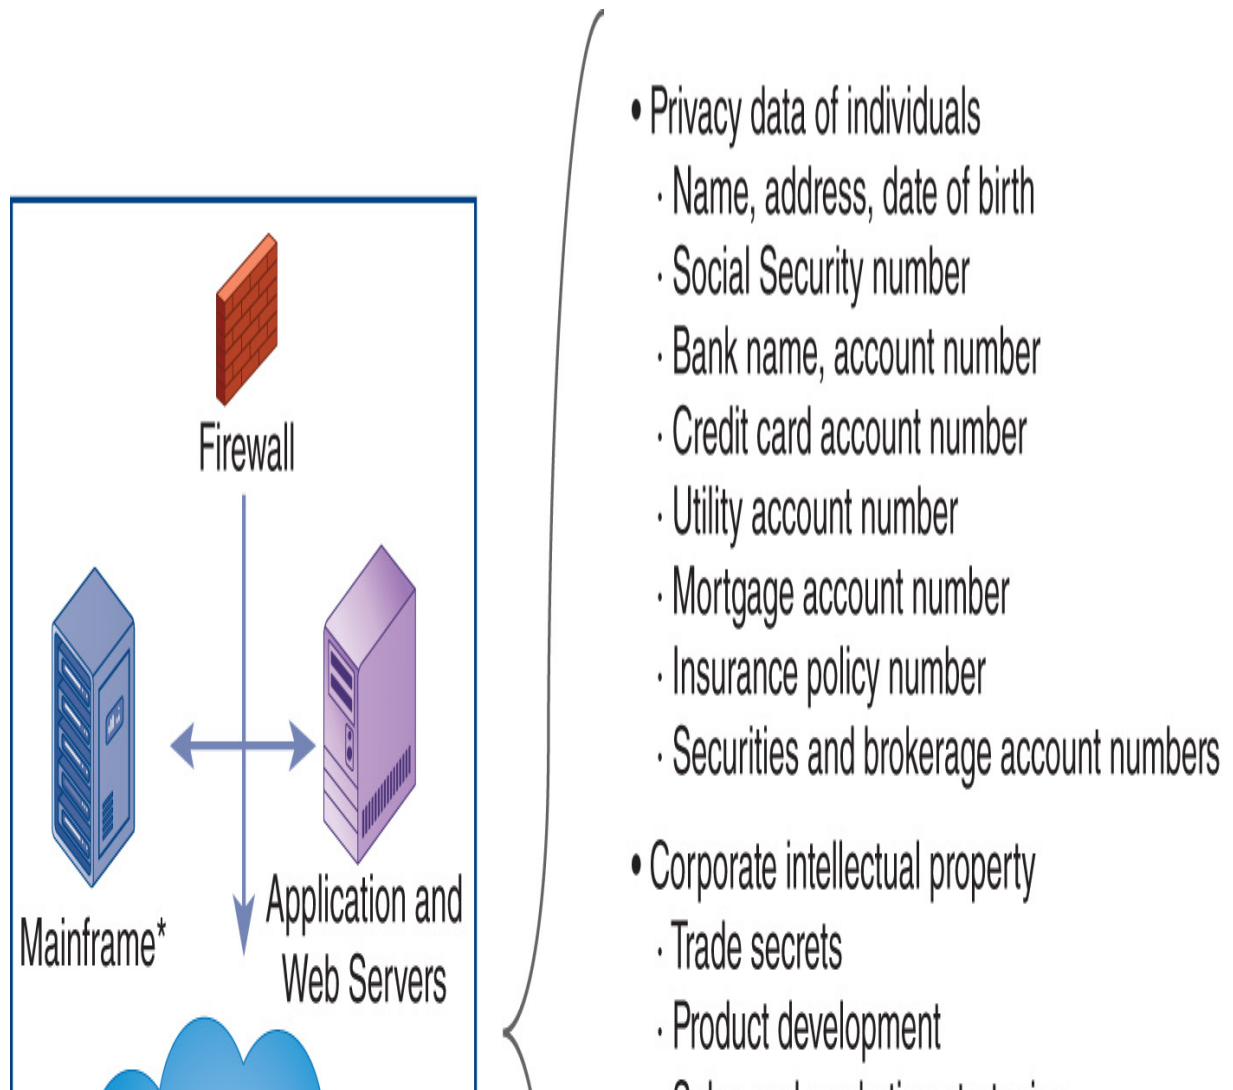 • Privacy data of individuals
· Name, address, date of birth
· Social Security number
· Bank name, account number
· Credit card account number
· Utility account number
· Mortgage account number
· Insurance policy number
· Securities and brokerage account numbers
• Corporate intellectual property
· Trade secrets
· Product development
Firewall
Mainframe*
Application and
Web Servers